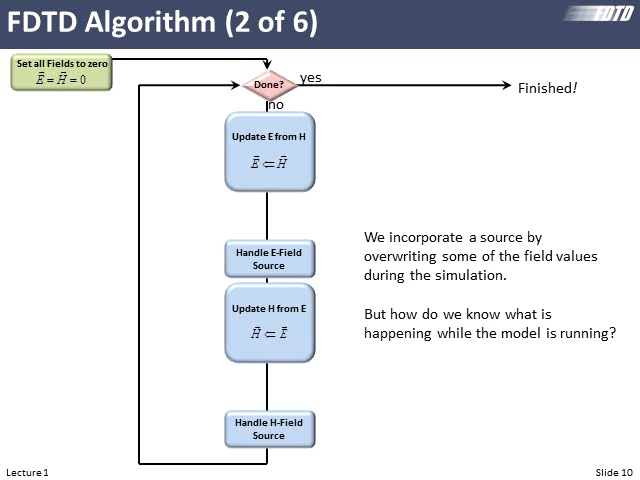 FDTD Algorithm (2 of 6)
FDTD
Set all Fields to zero
E⃗ = H⃗ = 0
Done?
yes
Finished!
no
Update E from H
E⃗ ⇐ H⃗
Handle E-Field
Source
Update H from E
H⃗ ⇐ E⃗
Handle H-Field
Source
We incorporate a source by
overwriting some of the field values
during the simulation.
But how do we know what is
happening while the model is running?
Lecture 1
Slide 10